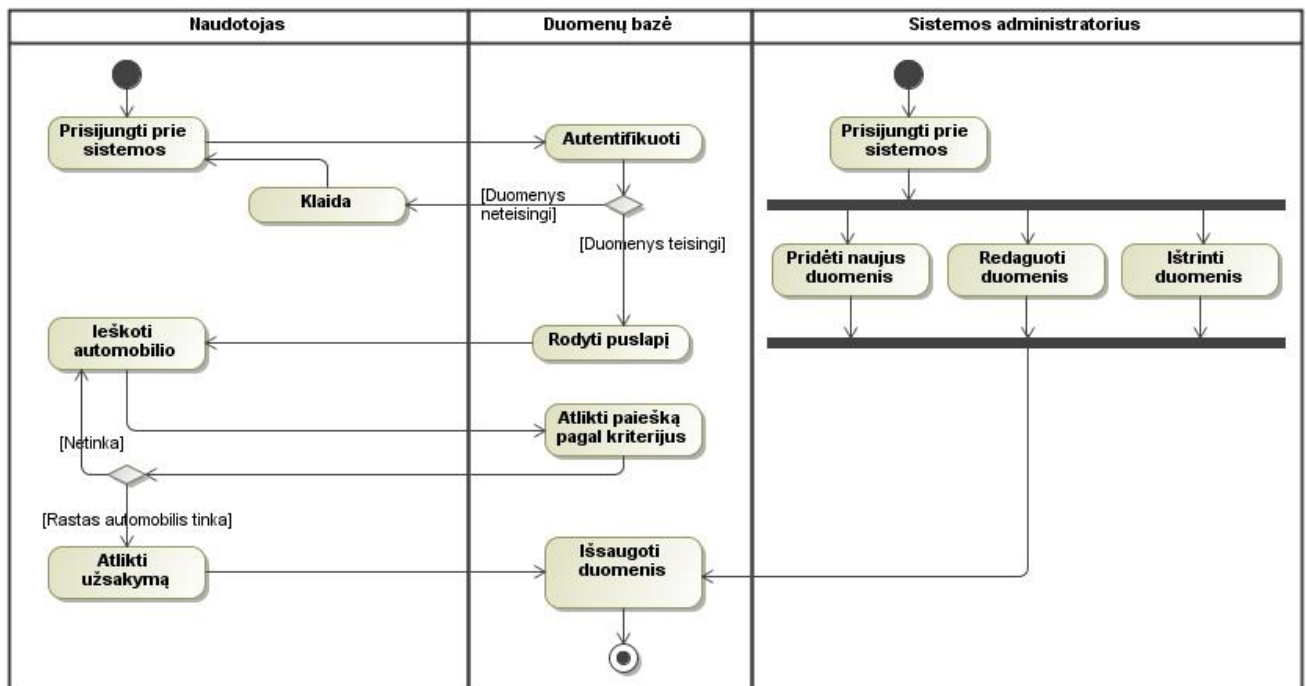 Naudotojas
Duomenų bazė
Sistemos administratorius
Prisijungti prie
sistemos
Autentifikuoti
Prisijungti prie
sistemos
Klaida
[Duomenys
neteisingi]
[Duomenys teisingi]
Pridėti naujus
duomenis
Redaguoti
duomenis
Ištrinti
duomenis
Ieškoti
automobilio
Rodyti puslapį
Atlikti paiešką
pagal kriterijus
[Netinka]
[Rastas automobilis tinka]
Atlikti
užsakymą
Išsaugoti
duomenis